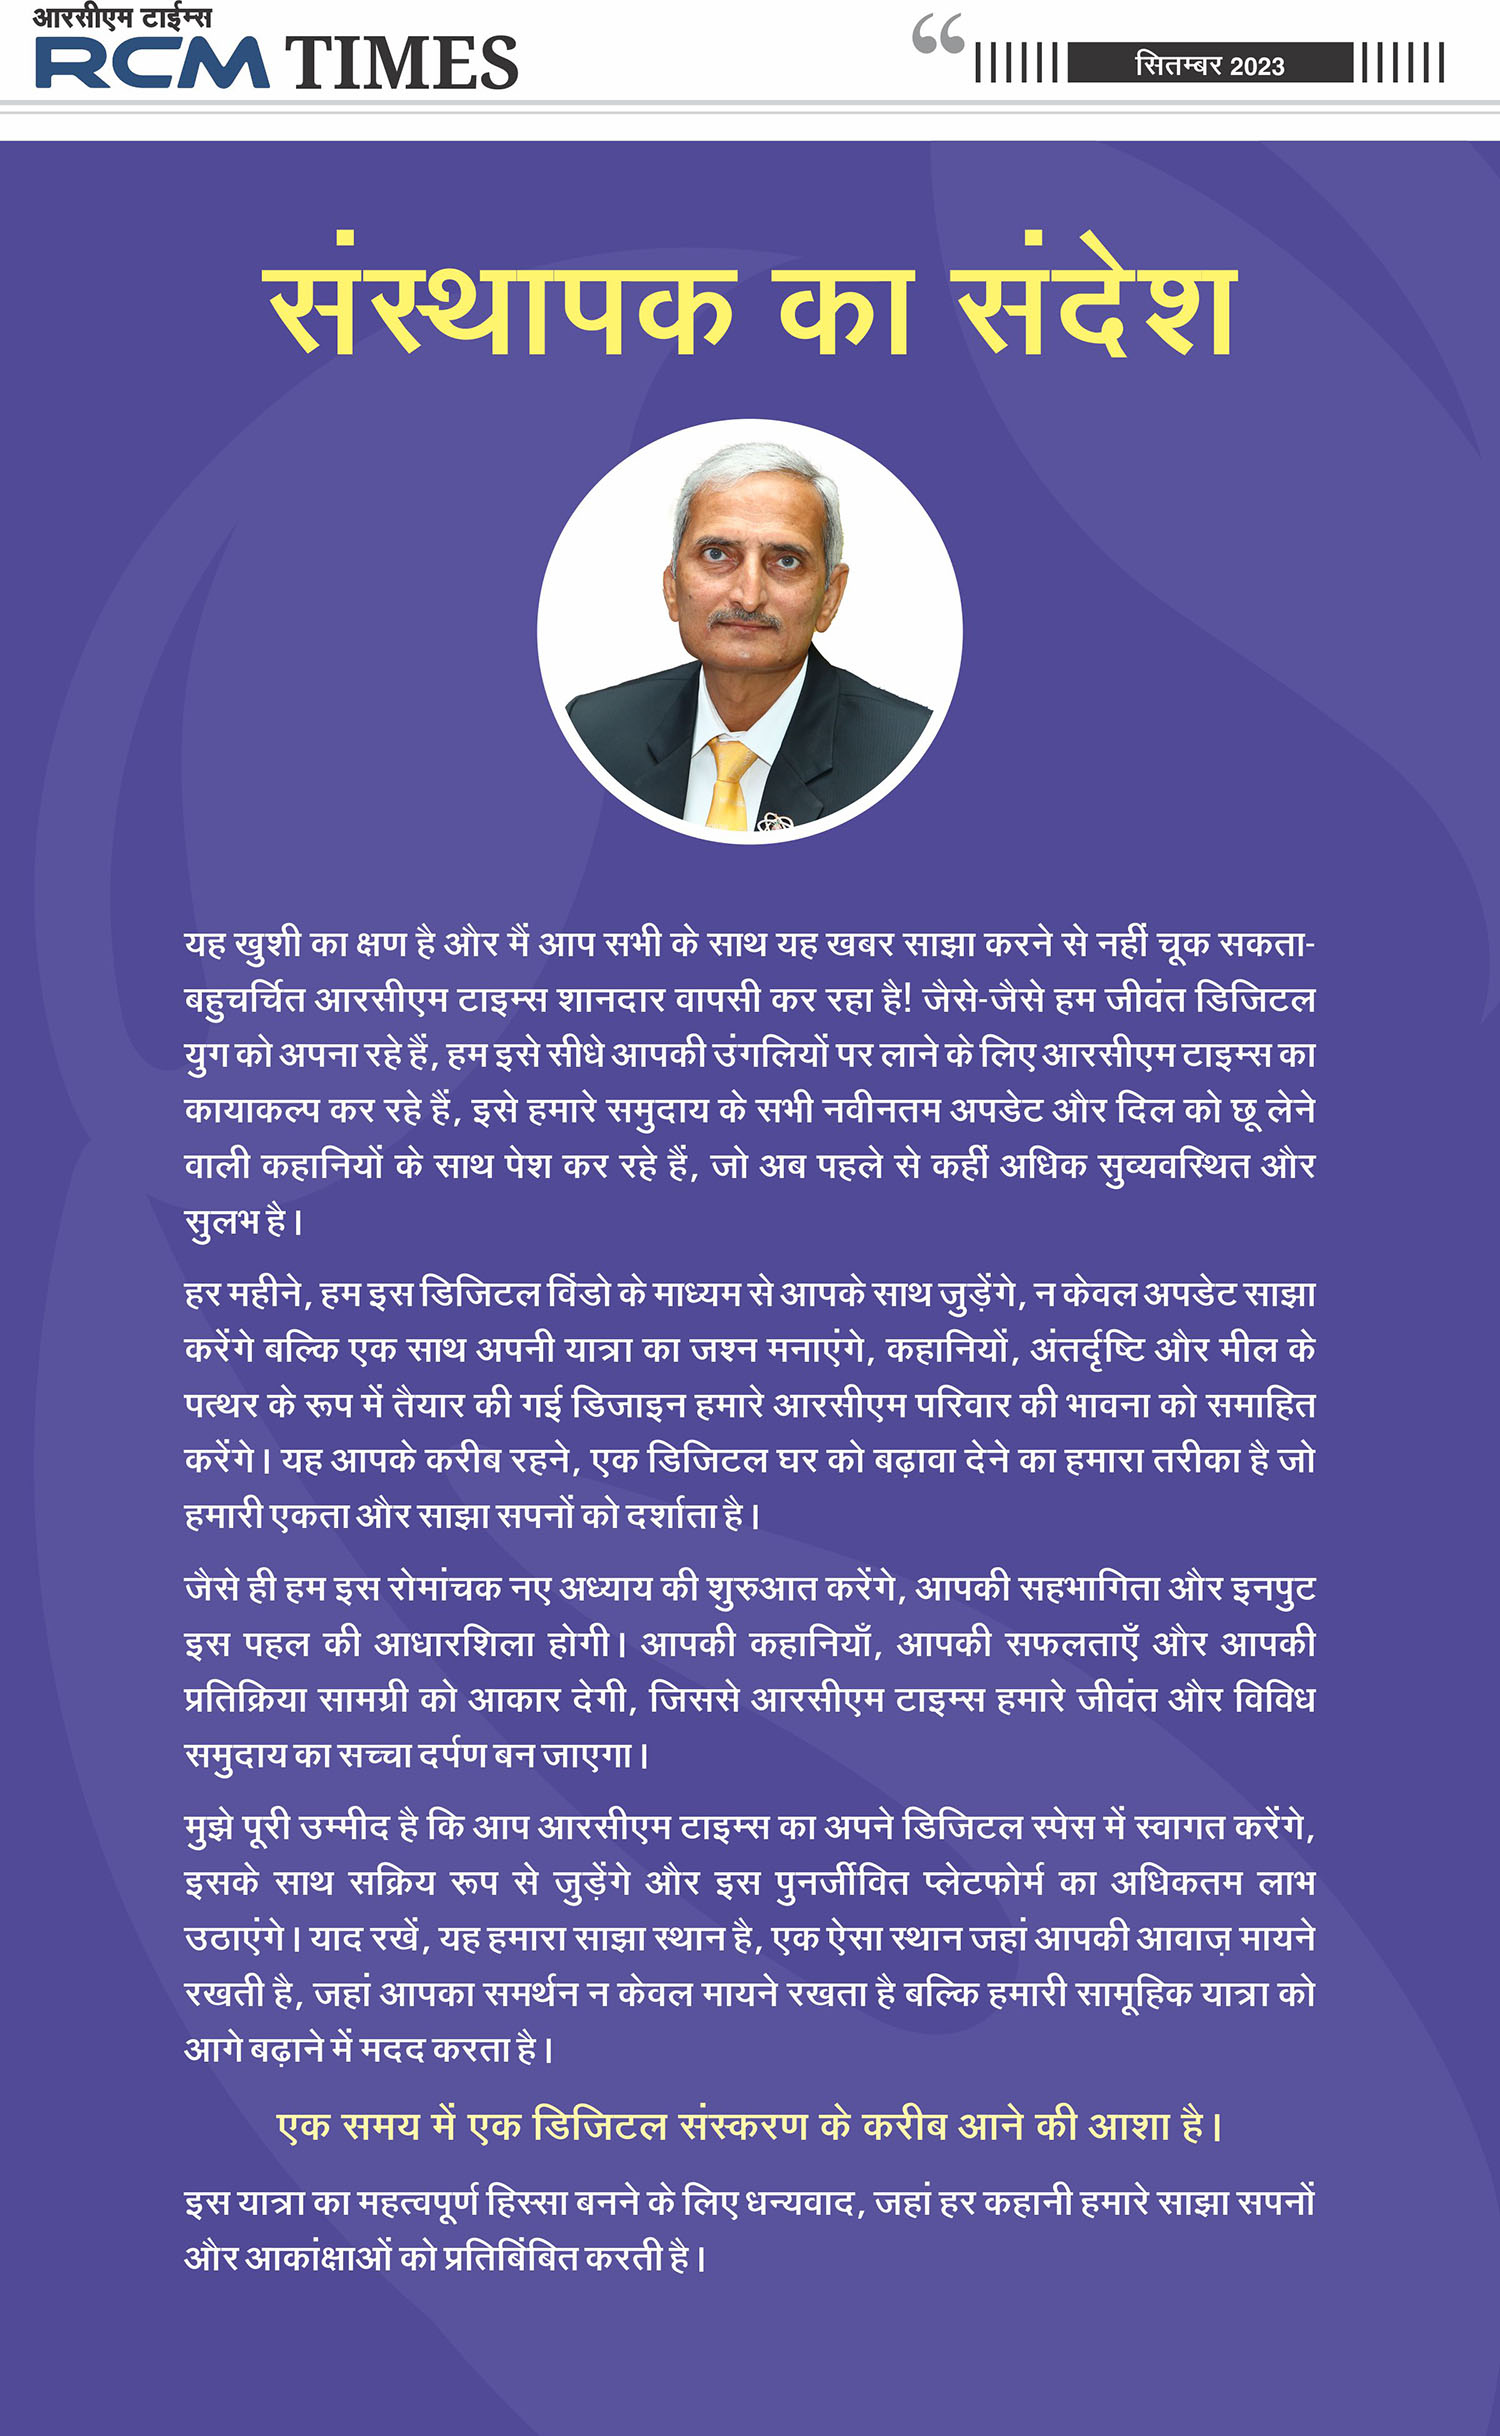 आरसीएम टाईम्स
RCM TIMES
सितम्बर 2023
संस्थापक का संदेश
यह खुशी का क्षण है और मैं आप सभी के साथ यह खबर साझा करने से नहीं चूक सकता-
बहुचर्चित आरसीएम टाइम्स शानदार वापसी कर रहा है! जैसे-जैसे हम जीवंत डिजिटल
युग को अपना रहे हैं, हम इसे सीधे आपकी उंगलियों पर लाने के लिए आरसीएम टाइम्स का
कायाकल्प कर रहे हैं, इसे हमारे समुदाय के सभी नवीनतम अपडेट और दिल को छू लेने
वाली कहानियों के साथ पेश कर रहे हैं, जो अब पहले से कहीं अधिक सुव्यवस्थित और
सुलभ है।
हर महीने, हम इस डिजिटल विंडो के माध्यम से आपके साथ जुड़ेंगे, न केवल अपडेट साझा
करेंगे बल्कि एक साथ अपनी यात्रा का जश्न मनाएंगे, कहानियों, अंतर्दृष्टि और मील के
पत्थर के रूप में तैयार की गई डिजाइन हमारे आरसीएम परिवार की भावना को समाहित
करेंगे। यह आपके करीब रहने, एक डिजिटल घर को बढ़ावा देने का हमारा तरीका है जो
हमारी एकता और साझा सपनों को दर्शाता है।
जैसे ही हम इस रोमांचक नए अध्याय की शुरुआत करेंगे, आपकी सहभागिता और इनपुट
इस पहल की आधारशिला होगी। आपकी कहानियाँ, आपकी सफलताएँ और आपकी
प्रतिक्रिया सामग्री को आकार देगी, जिससे आरसीएम टाइम्स हमारे जीवंत और विविध
समुदाय का सच्चा दर्पण बन जाएगा।
मुझे पूरी उम्मीद है कि आप आरसीएम टाइम्स का अपने डिजिटल स्पेस में स्वागत करेंगे,
इसके साथ सक्रिय रूप से जुड़ेंगे और इस पुनर्जीवित प्लेटफोर्म का अधिकतम लाभ
उठाएंगे। याद रखें, यह हमारा साझा स्थान है, एक ऐसा स्थान जहां आपकी आवाज़ मायने
रखती है, जहां आपका समर्थन न केवल मायने रखता है बल्कि हमारी सामूहिक यात्रा को
आगे बढ़ाने में मदद करता है।
एक समय में एक डिजिटल संस्करण के करीब आने की आशा है।
इस यात्रा का महत्वपूर्ण हिस्सा बनने के लिए धन्यवाद, जहां हर कहानी हमारे साझा सपनों
और आकांक्षाओं को प्रतिबिंबित करती है।